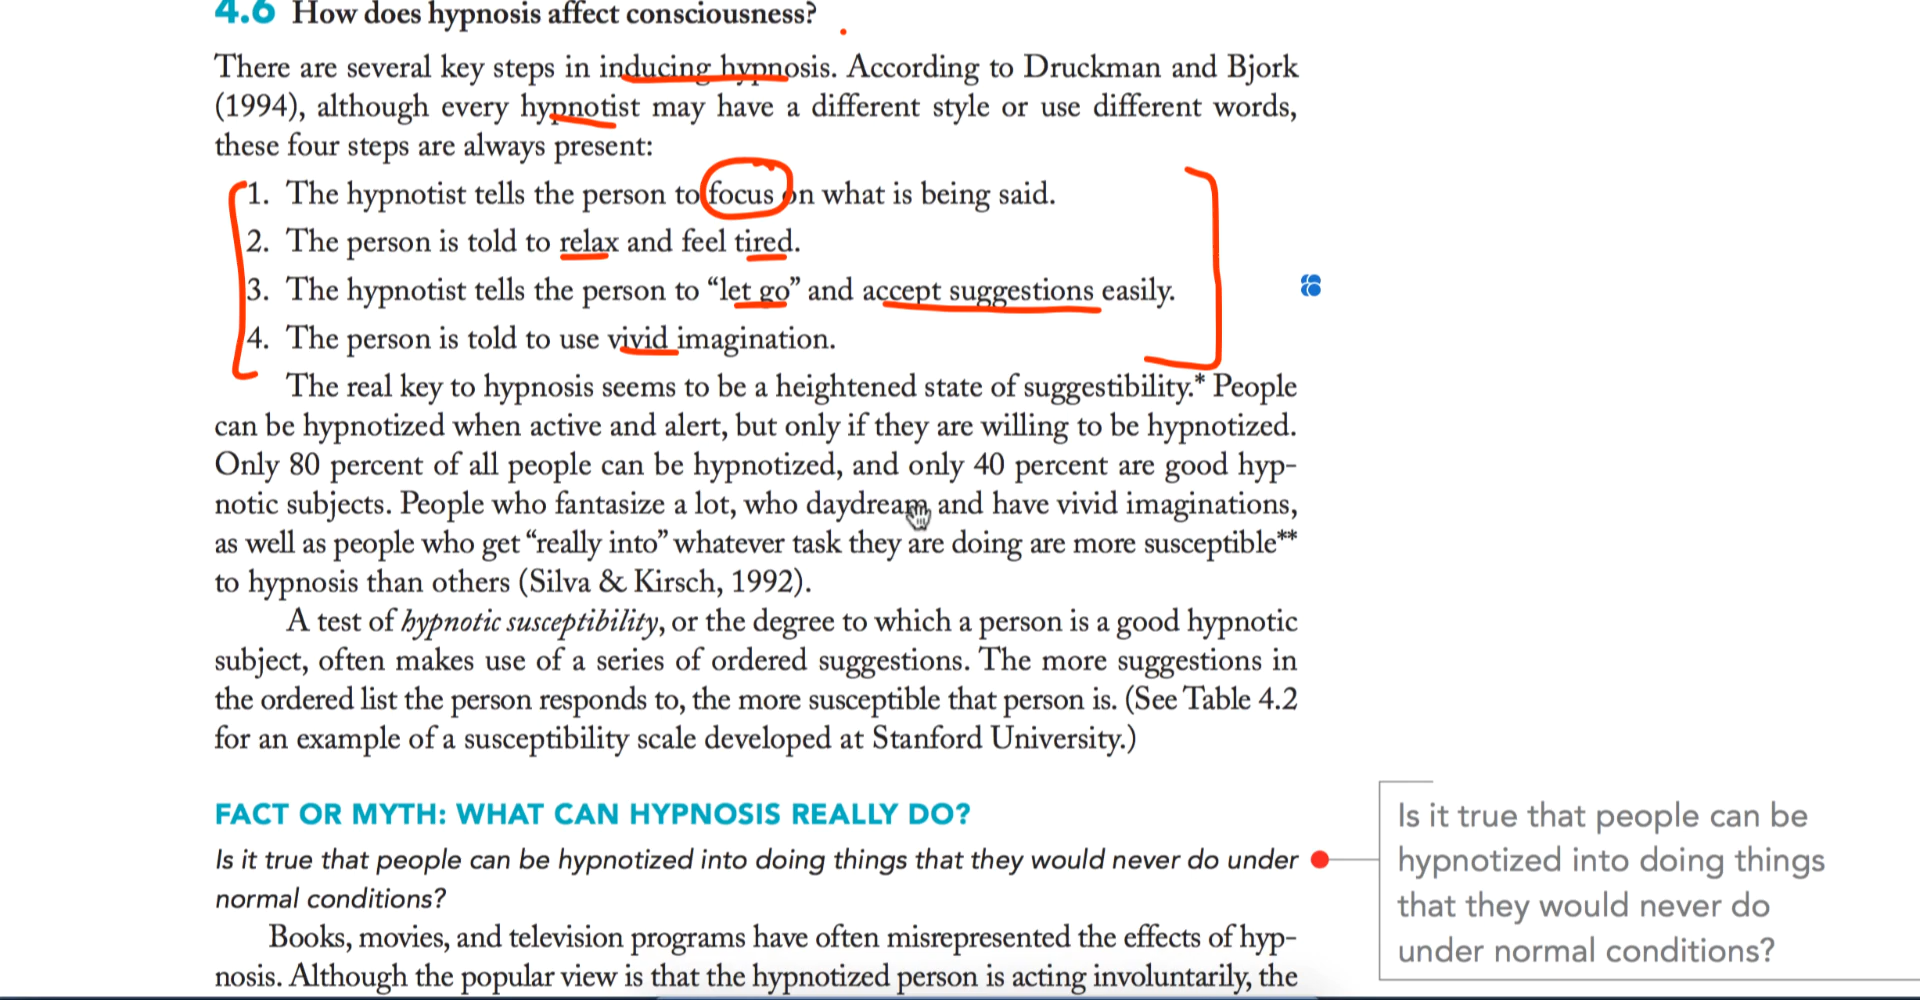 4.6 How does hypnosis affect consciousness?
There are several key steps in inducing hypnosis. According to Druckman and Bjork
(1994), although every hypnotist may have a different style or use different words,
these four steps are always present:
1. The hypnotist tells the person to focus on what is being said.
2. The person is told to relax and feel tired.
3. The hypnotist tells the person to “let go” and accept suggestions easily.
4. The person is told to use vivid imagination.
The real key to hypnosis seems to be a heightened state of suggestibility.* People
can be hypnotized when active and alert, but only if they are willing to be hypnotized.
Only 80 percent of all people can be hypnotized, and only 40 percent are good hyp-
notic subjects. People who fantasize a lot, who daydream, and have vivid imaginations,
as well as people who get “really into” whatever task they are doing are more susceptible**
to hypnosis than others (Silva & Kirsch, 1992).
A test of hypnotic susceptibility, or the degree to which a person is a good hypnotic
subject, often makes use of a series of ordered suggestions. The more suggestions in
the ordered list the person responds to, the more susceptible that person is. (See Table 4.2
for an example of a susceptibility scale developed at Stanford University.)
FACT OR MYTH: WHAT CAN HYPNOSIS REALLY DO?
Is it true that people can be hypnotized into doing things that they would never do under
normal conditions?
Books, movies, and television programs have often misrepresented the effects of hyp-
nosis. Although the popular view is that the hypnotized person is acting involuntarily, the
Is it true that people can be
hypnotized into doing things
that they would never do
under normal conditions?